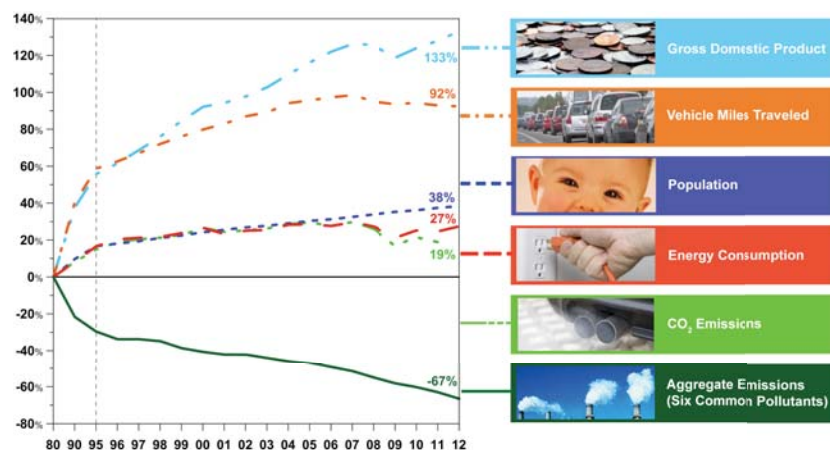 140%
120%
100%
80%
60%
40%
20%
0%
-20%
-40%
-60%
-80%
80 90 95 96 97 98 99 00 01 02 03 04 05 06 07 08 09 10 11 12
133%
92%
38%
27%
19%
-67%
Gross Domestic Product
Vehicle Miles Traveled
Population
Energy Consumption
CO₂ Emissions
Aggregate Emissions
(Six Common Pollutants)